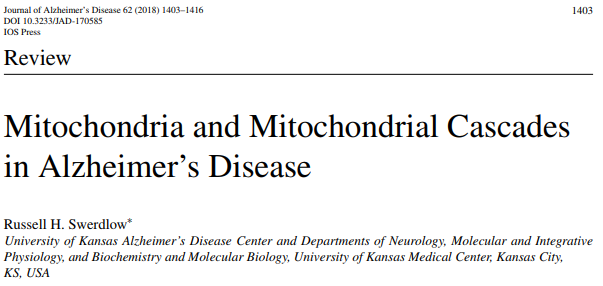 Journal of Alzheimer's Disease 62 (2018) 1403–1416
1403
DOI 10.3233/JAD-170585
IOS Press
Review
Mitochondria and Mitochondrial Cascades
in Alzheimer's Disease
Russell H. Swerdlow*
University of Kansas Alzheimer's Disease Center and Departments of Neurology, Molecular and Integrative
Physiology, and Biochemistry and Molecular Biology, University of Kansas Medical Center, Kansas City,
KS, USA